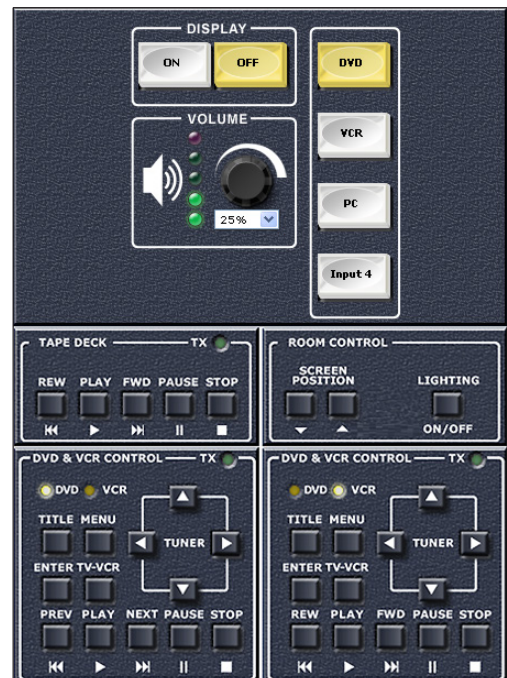 DISPLAY
ON OFF
DVD
VOLUME
VCR
25%
PC
Input 4
TAPE DECK TX
REW PLAY FWD PAUSE STOP
ROOM CONTROL
SCREEN
POSITION
LIGHTING
ON/OFF
DVD & VCR CONTROL TX
DVD VCR
TITLE MENU
TUNER
ENTER TV-VCR
PREV PLAY NEXT PAUSE STOP
DVD & VCR CONTROL TX
DVD VCR
TITLE MENU
TUNER
ENTER TV-VCR
REW PLAY FWD PAUSE STOP